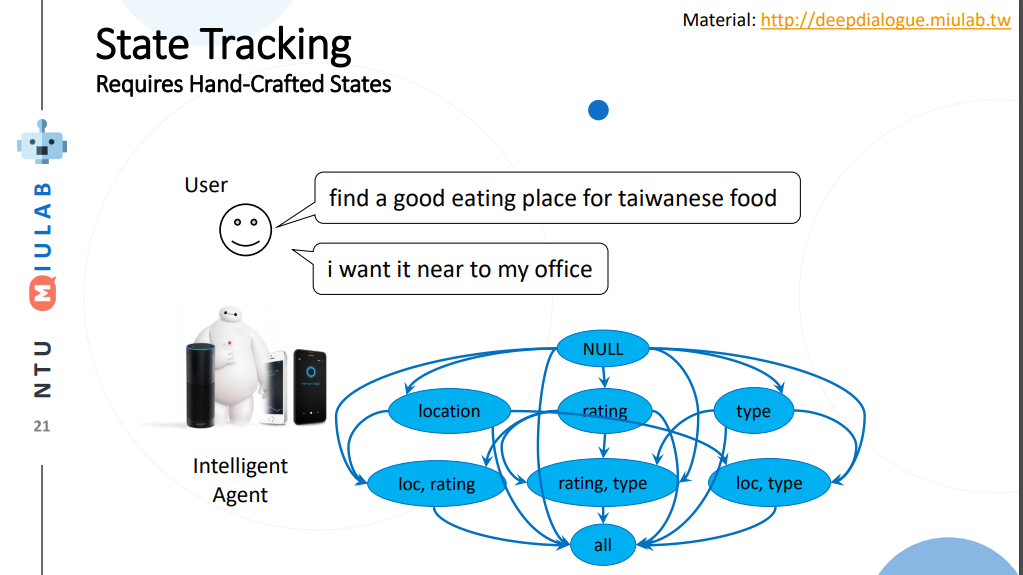 Material: http://deepdialogue.miulab.tw
State Tracking
Requires Hand-Crafted States
User
find a good eating place for taiwanese food
i want it near to my office
NULL
location
rating
type
loc, rating
rating, type
loc, type
all
Intelligent
Agent
NTU MIULAB
21